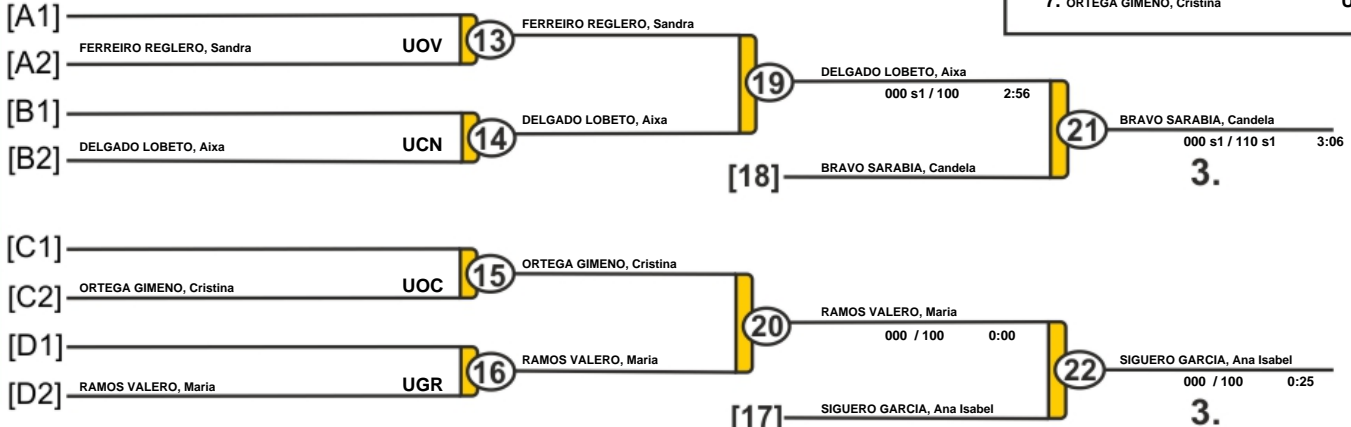 7. ORTEGA GIMENO, Cristina
[A1]
FERREIRO REGLERO, Sandra UOV
[A2]
13
FERREIRO REGLERO, Sandra
[B1]
DELGADO LOBETO, Aixa UCN
[B2]
14
DELGADO LOBETO, Aixa
19
DELGADO LOBETO, Aixa
000 s1 / 100 2:56
[18]
BRAVO SARABIA, Candela
21
BRAVO SARABIA, Candela
000 s1 / 110 s1 3:06
3.
[C1]
ORTEGA GIMENO, Cristina UOC
[C2]
15
ORTEGA GIMENO, Cristina
[D1]
RAMOS VALERO, Maria UGR
[D2]
16
RAMOS VALERO, Maria
20
RAMOS VALERO, Maria
000 / 100 0:00
[17]
SIGUERO GARCIA, Ana Isabel
22
SIGUERO GARCIA, Ana Isabel
000 / 100 0:25
3.